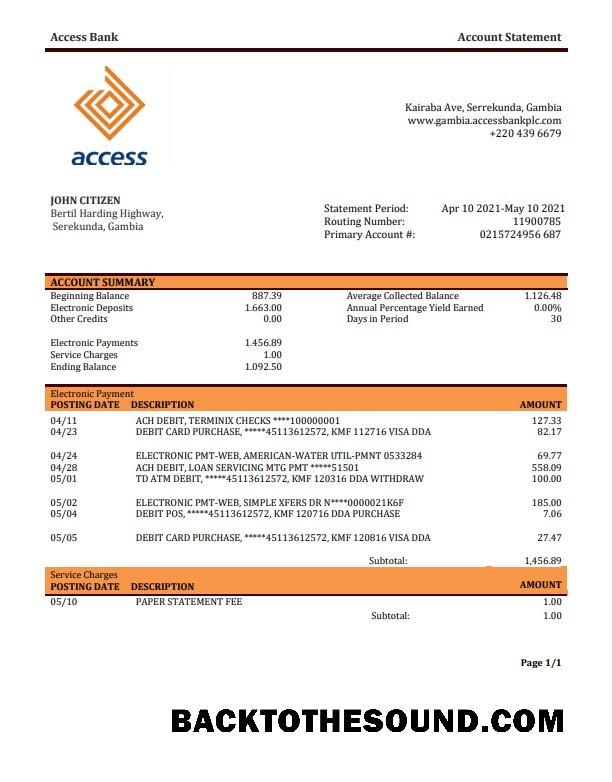 Access Bank Account Statement
access
Kairaba Ave, Serrekunda, Gambia
www.gambia.accessbankplc.com
+220 439 6679
JOHN CITIZEN
Bertil Harding Highway,
Serekunda, Gambia
Statement Period: Apr 10 2021-May 10 2021
Routing Number: 11900785
Primary Account #: 0215724956 687
ACCOUNT SUMMARY
Beginning Balance 887.39 Average Collected Balance 1.126.48
Electronic Deposits 1.663.00 Annual Percentage Yield Earned 0.00%
Other Credits 0.00 Days in Period 30
Electronic Payments 1.456.89
Service Charges 1.00
Ending Balance 1.092.50
Electronic Payment
POSTING DATE DESCRIPTION AMOUNT
04/11 ACH DEBIT, TERMINIX CHECKS ****100000001 127.33
04/23 DEBIT CARD PURCHASE, *****45113612572, KMF 112716 VISA DDA 82.17
04/24 ELECTRONIC PMT-WEB, AMERICAN-WATER UTIL-PMNT 0533284 69.77
04/28 ACH DEBIT, LOAN SERVICING MTG PMT *****51501 558.09
05/01 TD ATM DEBIT, *****45113612572, KMF 120316 DDA WITHDRAW 100.00
05/02 ELECTRONIC PMT-WEB, SIMPLE XFERS DR N****0000021K6F 185.00
05/04 DEBIT POS, *****45113612572, KMF 120716 DDA PURCHASE 7.06
05/05 DEBIT CARD PURCHASE, *****45113612572, KMF 120816 VISA DDA 27.47
Subtotal: 1,456.89
Service Charges
POSTING DATE DESCRIPTION AMOUNT
05/10 PAPER STATEMENT FEE 1.00
Subtotal: 1.00
Page 1/1
BACKTOTHESOUND.COM